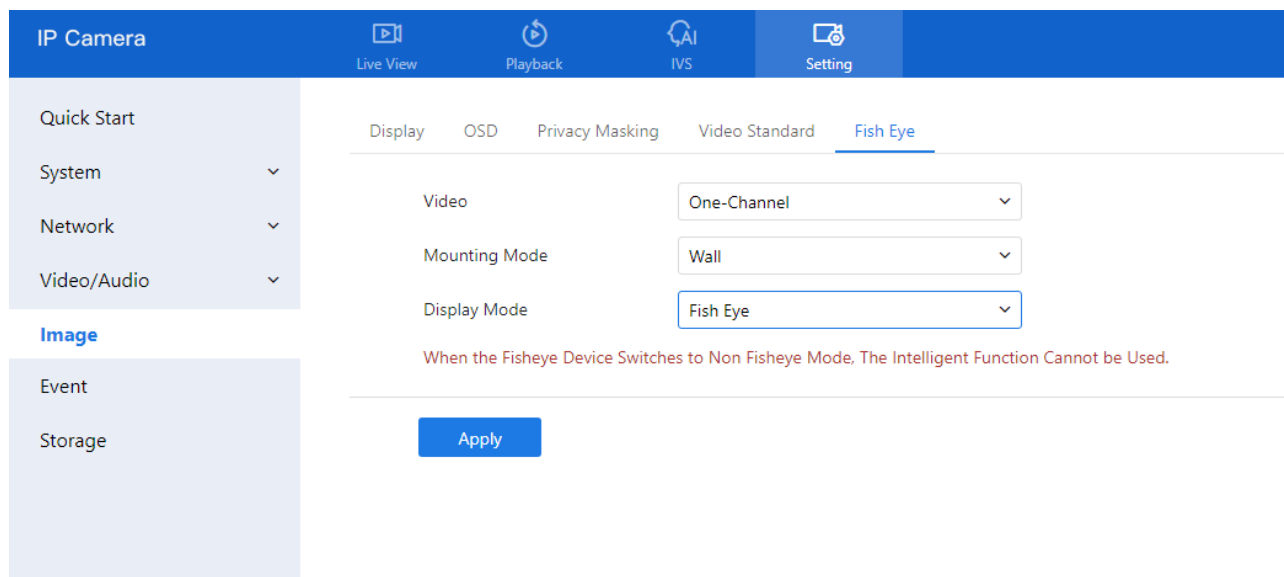 IP Camera
Live View
Playback
AI
IVS
Setting
Quick Start
System
Network
Video/Audio
Image
Event
Storage
Display OSD Privacy Masking Video Standard Fish Eye
Video One-Channel
Mounting Mode Wall
Display Mode Fish Eye
When the Fisheye Device Switches to Non Fisheye Mode, The Intelligent Function Cannot be Used.
Apply